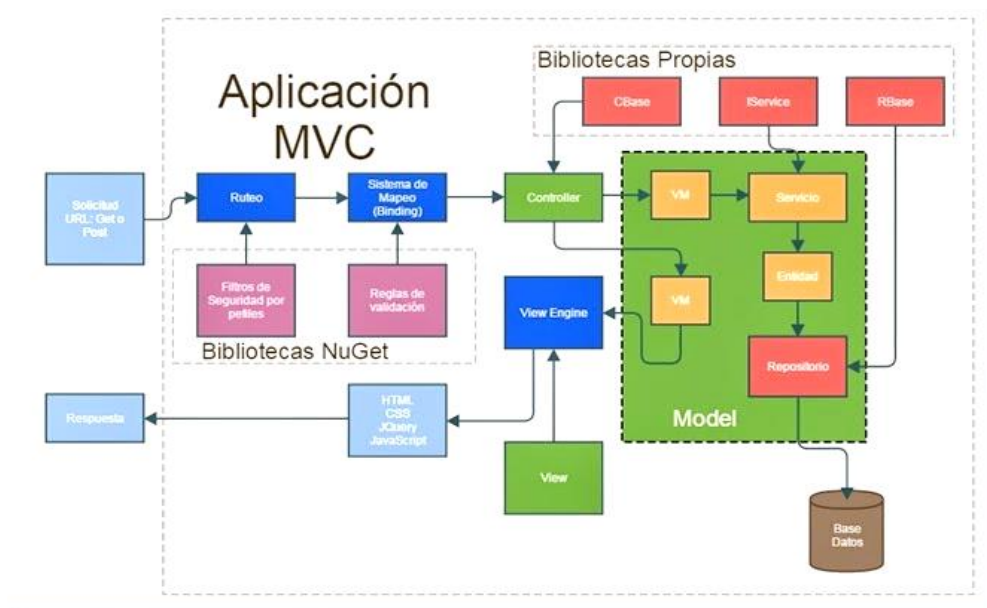 Bibliotecas Propias
CBase
IService
RBase
Aplicación
MVC
Solicitud
URL: Get o
Post
Ruteo
Sistema de
Mapeo
(Binding)
Controller
VM
Servicio
Filtros de
Seguridad por
pefiles
Reglas de
validación
Bibliotecas NuGet
View Engine
VM
Entidad
Repositorio
Model
Respuesta
HTML
CSS
JQuery
JavaScript
View
Base
Datos